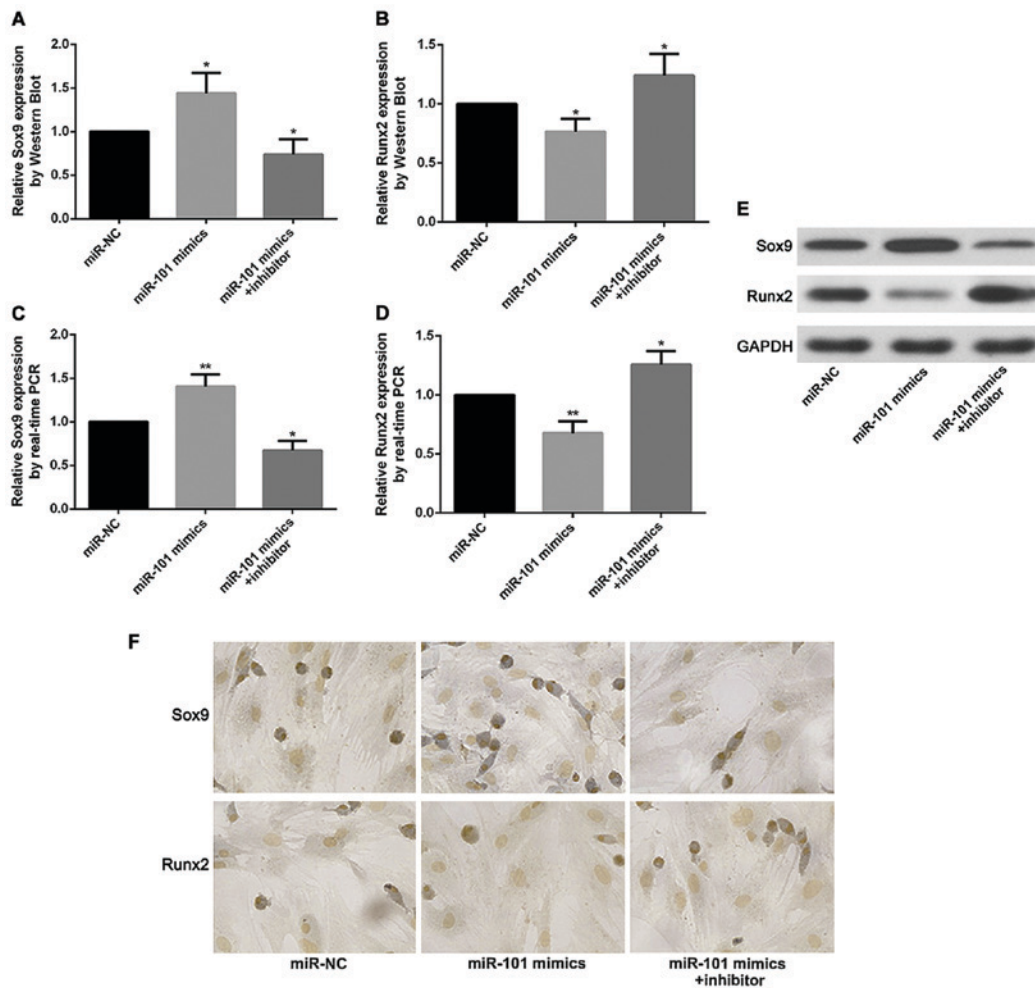 A
Relative Sox9 expression
by Western Blot
2.0
1.5
1.0
0.5
0.0
*
*
miR-NC
miR-101 mimics
miR-101 mimics
+inhibitor
B
Relative Runx2 expression
by Western Blot
1.5
1.0
0.5
0.0
*
*
miR-NC
miR-101 mimics
miR-101 mimics
+inhibitor
C
Relative Sox9 expression
by real-time PCR
2.0
1.5
1.0
0.5
0.0
**
*
miR-NC
miR-101 mimics
miR-101 mimics
+inhibitor
D
Relative Runx2 expression
by real-time PCR
1.5
1.0
0.5
0.0
**
*
miR-NC
miR-101 mimics
miR-101 mimics
+inhibitor
E
Sox9
Runx2
GAPDH
miR-NC
miR-101 mimics
miR-101 mimics
+inhibitor
F
Sox9
Runx2
miR-NC
miR-101 mimics
miR-101 mimics
+inhibitor